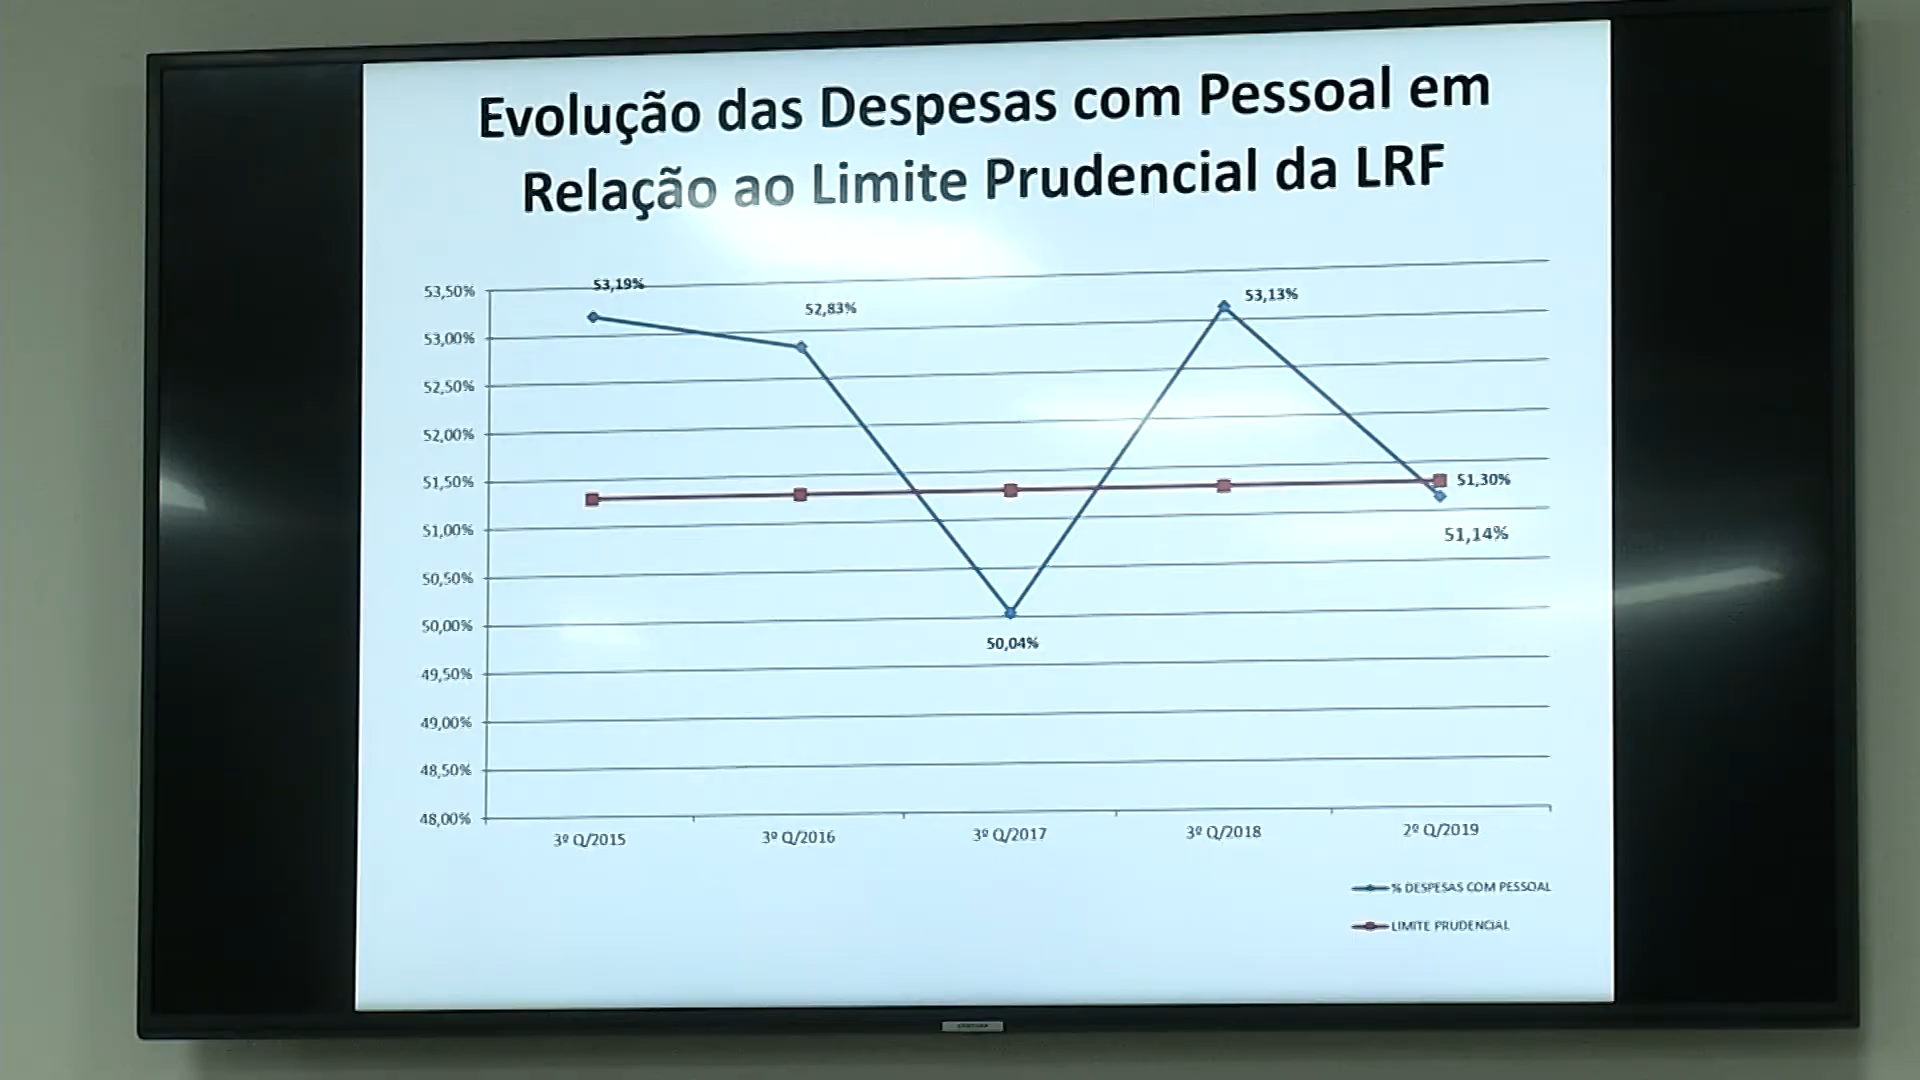 Evolução das Despesas com Pessoal em
Relação ao Limite Prudencial da LRF
53,50%
53,00%
52,50%
52,00%
51,50%
51,00%
50,50%
50,00%
49,50%
49,00%
48,50%
48,00%
53,19%
52,83%
50,04%
53,13%
51,30%
51,14%
3º Q/2015
3º Q/2016
3º Q/2017
3º Q/2018
2º Q/2019
% DESPESAS COM PESSOAL
LIMITE PRUDENCIAL